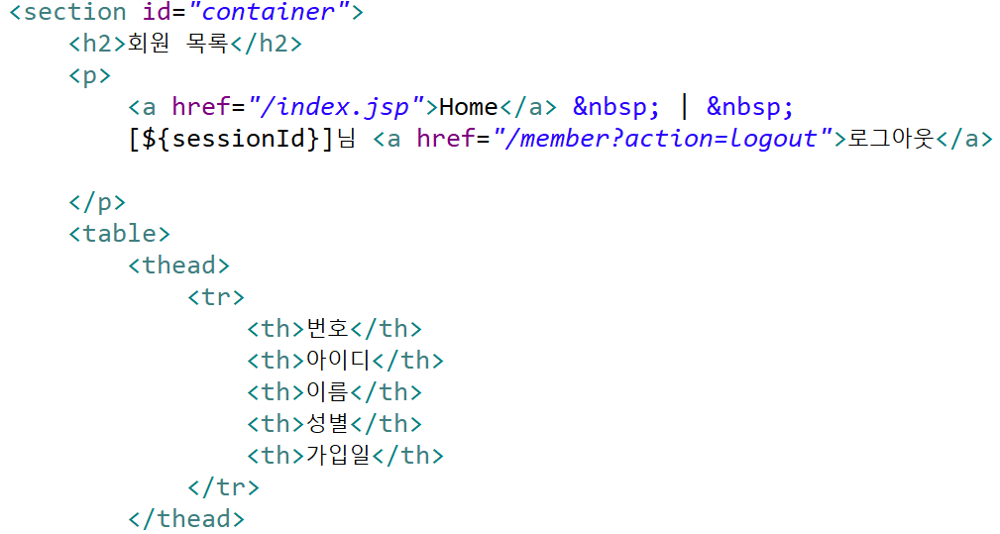 <section id="container">
<h2>회원 목록</h2>
<p>
<a href="/index.jsp">Home</a> &nbsp; | &nbsp;
[${sessionId}]님 <a href="/member?action=logout">로그아웃</a>
</p>
<table>
<thead>
<tr>
<th>번호</th>
<th>아이디</th>
<th>이름</th>
<th>성별</th>
<th>가입일</th>
</tr>
</thead>